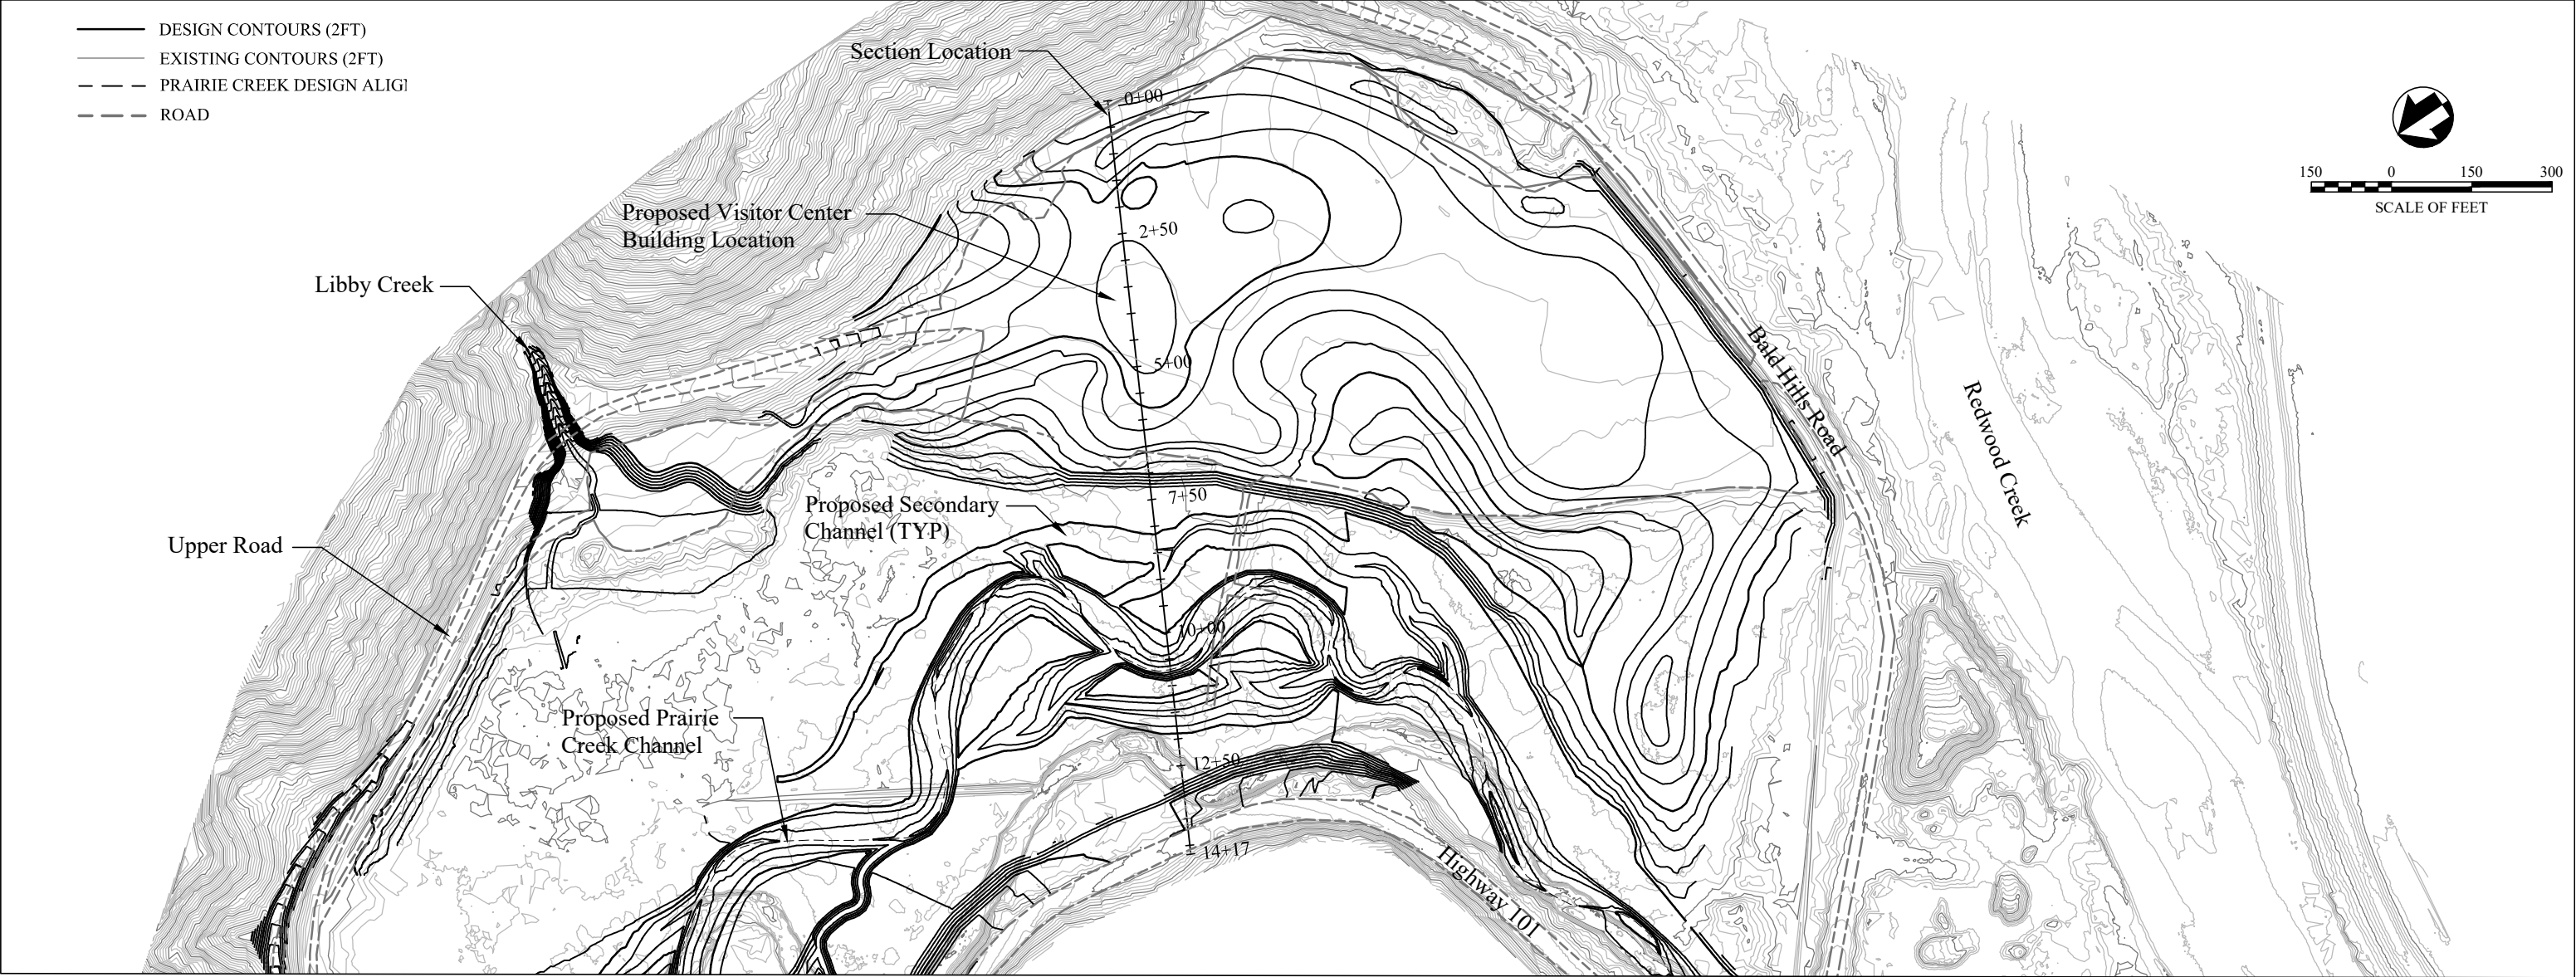 DESIGN CONTOURS (2FT)
EXISTING CONTOURS (2FT)
PRAIRIE CREEK DESIGN ALIG
ROAD
Section Location
0+00
150 0 150 300
SCALE OF FEET
Proposed Visitor Center
Building Location
2+50
Libby Creek
5+00
Bald Hills Road
Redwood Creek
7+50
Proposed Secondary
Channel (TYP)
Upper Road
10+00
Proposed Prairie
Creek Channel
12+50
14+17
Highway 101